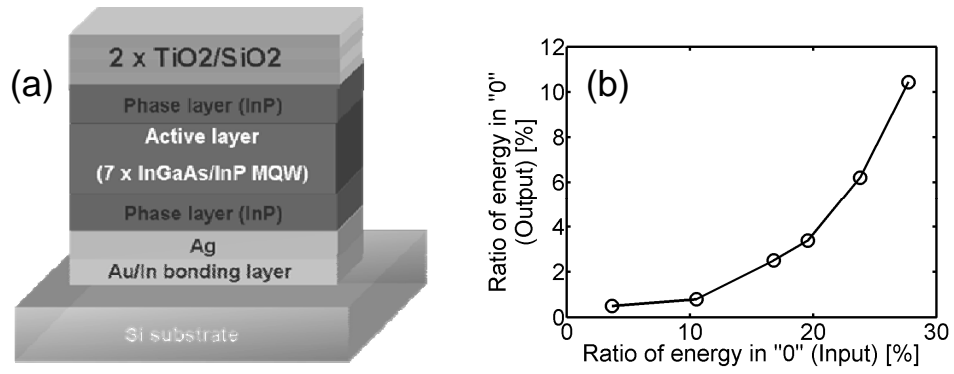 (a)
2 x TiO2/SiO2
Phase layer (InP)
Active layer
(7 x InGaAs/InP MQW)
Phase layer (InP)
Ag
Au/In bonding layer
Si substrate
(b)
Ratio of energy in "0"
(Output) [%]
12
10
8
6
4
2
0
0 10 20 30
Ratio of energy in "0" (Input) [%]